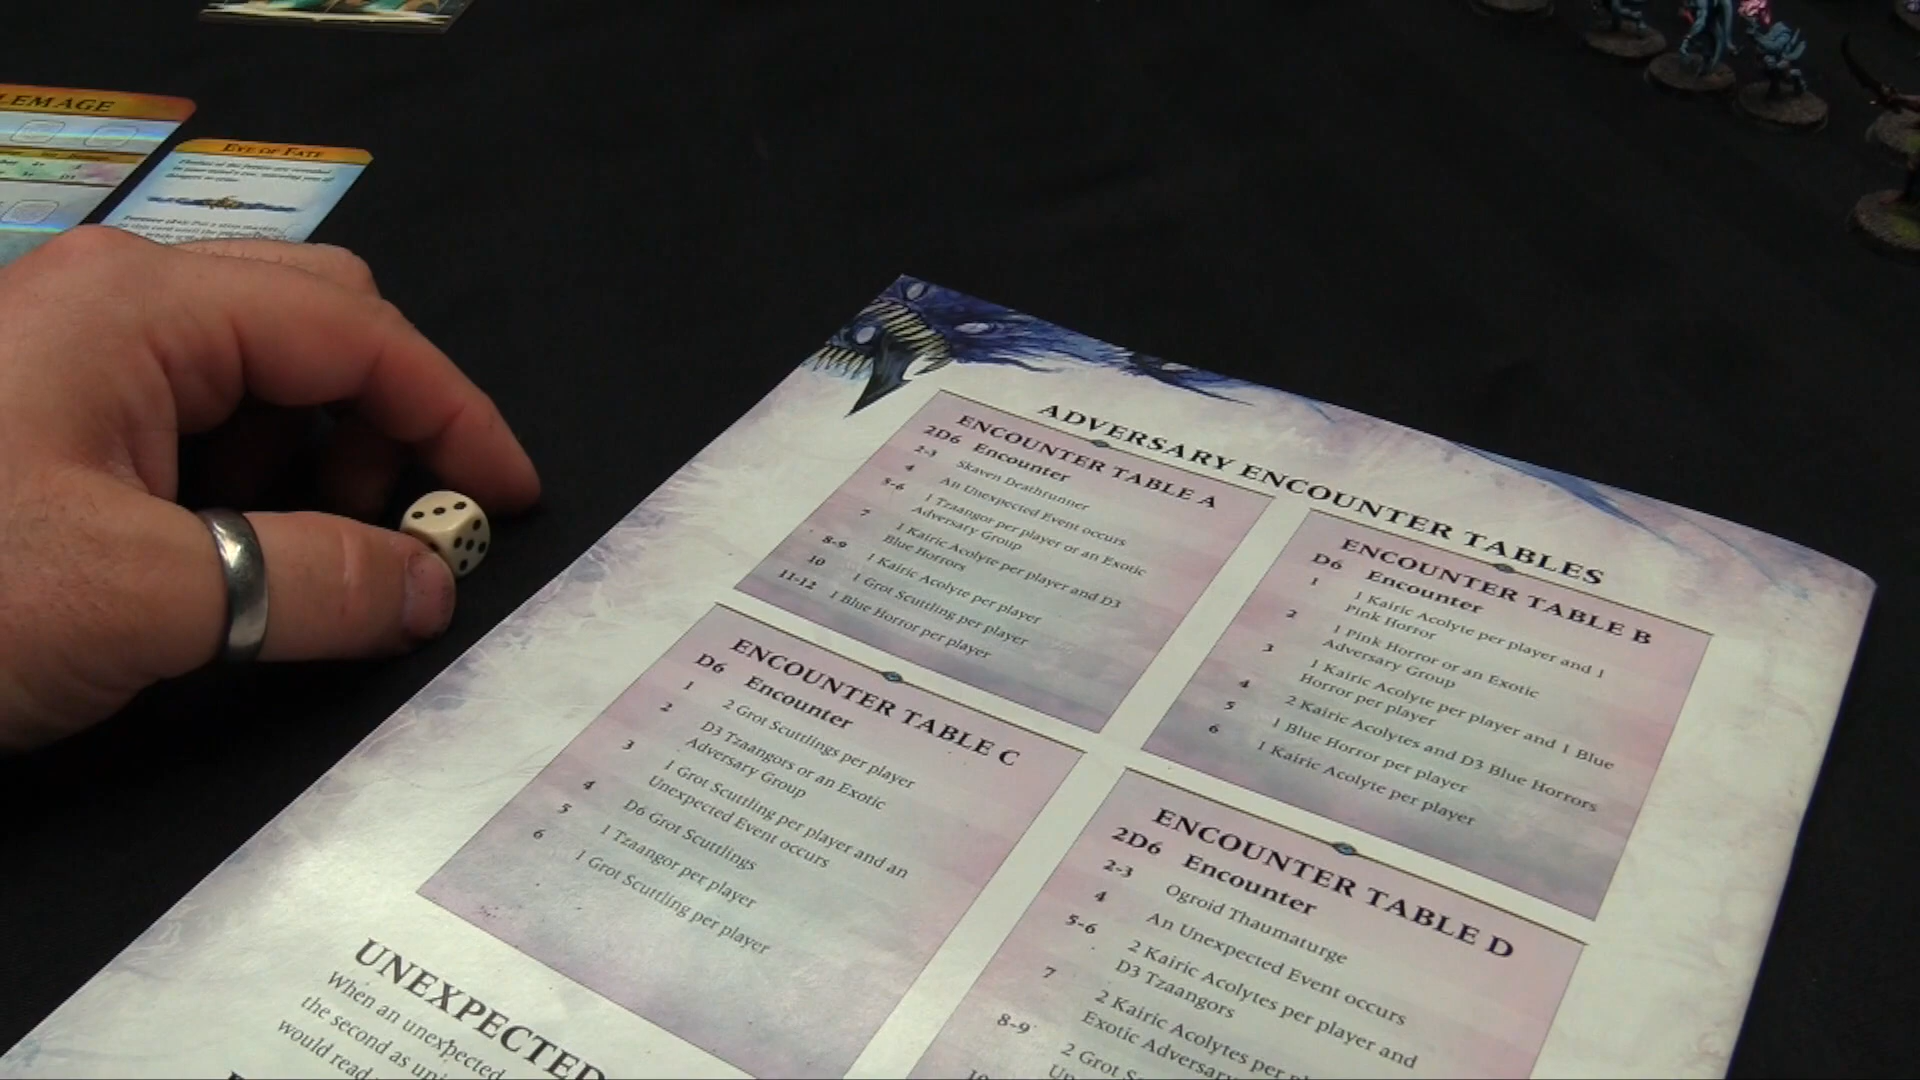 LEMAGE
EYE OF FATE
ADVERSARY ENCOUNTER TABLES
ENCOUNTER TABLE A
2D6 Encounter
2-3 Skaven Deathrunner
4 An Unexpected Event occurs
5-6 1 Tzaangor per player or an Exotic
Adversary Group
7 1 Kairic Acolyte per player and D3
Blue Horrors
8-9 1 Kairic Acolyte per player
10 1 Grot Scuttling per player
11-12 1 Blue Horror per player
ENCOUNTER TABLE B
D6 Encounter
1 1 Kairic Acolyte per player and 1
Pink Horror
2 1 Pink Horror or an Exotic
Adversary Group
3 1 Kairic Acolyte per player and 1 Blue
Horror per player
4 2 Kairic Acolytes and D3 Blue Horrors
5 1 Blue Horror per player
6 1 Kairic Acolyte per player
ENCOUNTER TABLE C
D6 Encounter
1 2 Grot Scuttlings per player
2 D3 Tzaangors or an Exotic
Adversary Group
3 1 Grot Scuttling per player and an
Unexpected Event occurs
4 D6 Grot Scuttlings
5 1 Tzaangor per player
6 1 Grot Scuttling per player
ENCOUNTER TABLE D
2D6 Encounter
2-3 Ogroid Thaumaturge
4 An Unexpected Event occurs
5-6 2 Kairic Acolytes per player and
D3 Tzaangors
7 2 Kairic Acolytes per
Exotic Adversary
8-9 2 Grot
10
UNEXPECTED
When an unexpected
the second as
would read